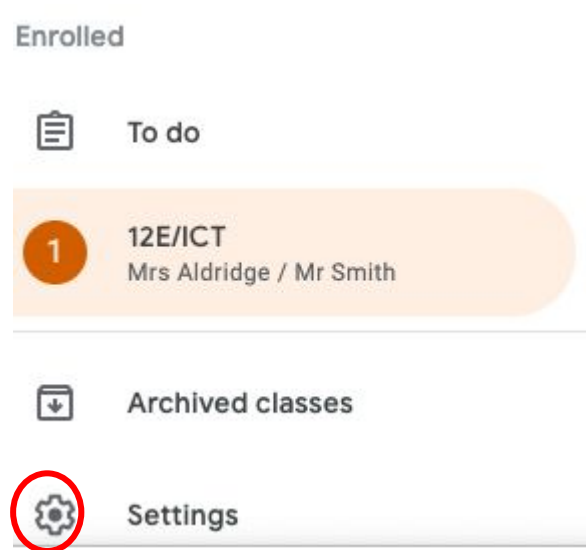 Enrolled
To do
1
12E/ICT
Mrs Aldridge / Mr Smith
Archived classes
Settings